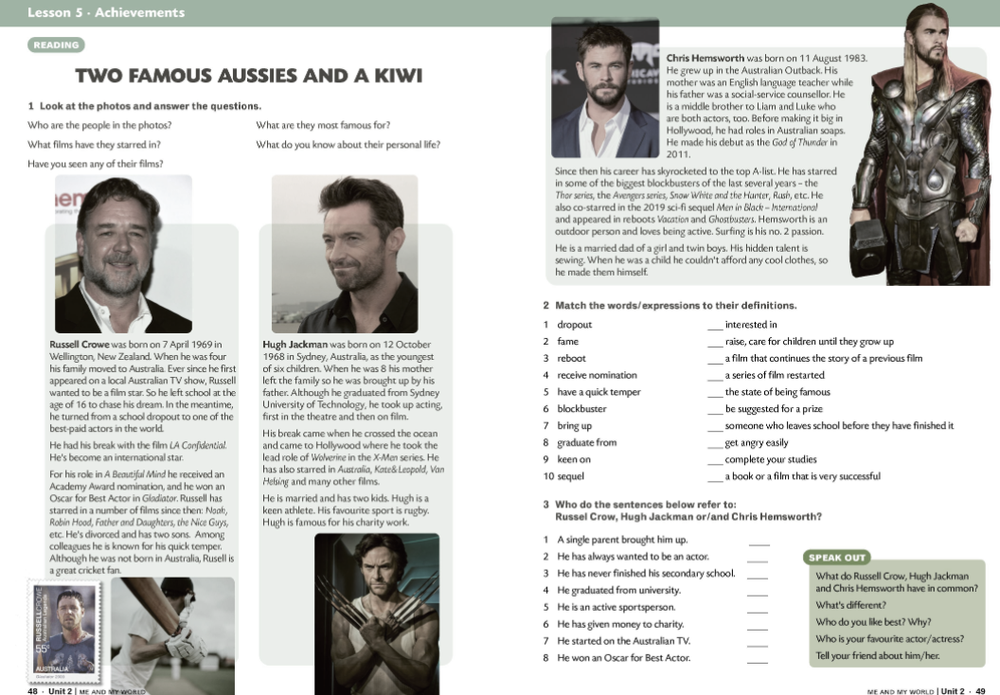 Lesson 5 · Achievements
READING
TWO FAMOUS AUSSIES AND A KIWI
1 Look at the photos and answer the questions.
Who are the people in the photos?
What are they most famous for?
What films have they starred in?
What do you know about their personal life?
Have you seen any of their films?
Russell Crowe was born on 7 April 1969 in
Wellington, New Zealand. When he was four
his family moved to Australia. Ever since he first
appeared on a local Australian TV show, Russell
wanted to be a film star. So he left school at the
age of 16 to chase his dream. In the meantime,
he turned from a school dropout to one of the
best-paid actors in the world.
He had his break with the film LA Confidential.
He's become an international star.
For his role in A Beautiful Mind he received an
Academy Award nomination, and he won an
Oscar for Best Actor in Gladiator. Russell has
starred in a number of films since then: Noah,
Robin Hood, Father and Daughters, the Nice Guys,
etc. He's divorced and has two sons. Among
colleagues he is known for his quick temper.
Although he was not born in Australia, Rusell is
a great cricket fan.
RUSSELL CROWE
Australian Legends
55c
AUSTRALIA
48 · Unit 2 | ME AND MY WORLD
Hugh Jackman was born on 12 October
1968 in Sydney, Australia, as the youngest
of six children. When he was 8 his mother
left the family so he was brought up by his
father. Although he graduated from Sydney
University of Technology, he took up acting,
first in the theatre and then on film.
His break came when he crossed the ocean
and came to Hollywood where he took the
lead role of Wolverine in the X-Men series. He
has also starred in Australia, Kate&Leopold, Van
Helsing and many other films.
He is married and has two kids. Hugh is a
keen athlete. His favourite sport is rugby.
Hugh is famous for his charity work.
Chris Hemsworth was born on 11 August 1983.
He grew up in the Australian Outback. His
mother was an English language teacher while
his father was a social-service counsellor. He
is a middle brother to Liam and Luke who
are both actors, too. Before making it big in
Hollywood, he had roles in Australian soaps.
He made his debut as the God of Thunder in
2011.
Since then his career has skyrocketed to the top A-list. He has starred
in some of the biggest blockbusters of the last several years – the
Thor series, the Avengers series, Snow White and the Hunter, Rush, etc. He
also co-starred in the 2019 sci-fi sequel Men in Black – International
and appeared in reboots Vacation and Ghostbusters. Hemsworth is an
outdoor person and loves being active. Surfing is his no. 2 passion.
He is a married dad of a girl and twin boys. His hidden talent is
sewing. When he was a child he couldn't afford any cool clothes, so
he made them himself.
2 Match the words/expressions to their definitions.
1 dropout ___ interested in
2 fame ___ raise, care for children until they grow up
3 reboot ___ a film that continues the story of a previous film
4 receive nomination ___ a series of film restarted
5 have a quick temper ___ the state of being famous
6 blockbuster ___ be suggested for a prize
7 bring up ___ someone who leaves school before they have finished it
8 graduate from ___ get angry easily
9 keen on ___ complete your studies
10 sequel ___ a book or a film that is very successful
3 Who do the sentences below refer to:
Russel Crow, Hugh Jackman or/and Chris Hemsworth?
1 A single parent brought him up. ___
2 He has always wanted to be an actor. ___
3 He has never finished his secondary school. ___
4 He graduated from university. ___
5 He is an active sportsperson. ___
6 He has given money to charity. ___
7 He started on the Australian TV. ___
8 He won an Oscar for Best Actor. ___
SPEAK OUT
What do Russell Crow, Hugh Jackman
and Chris Hemsworth have in common?
What's different?
Who do you like best? Why?
Who is your favourite actor/actress?
Tell your friend about him/her.
ME AND MY WORLD | Unit 2 · 49